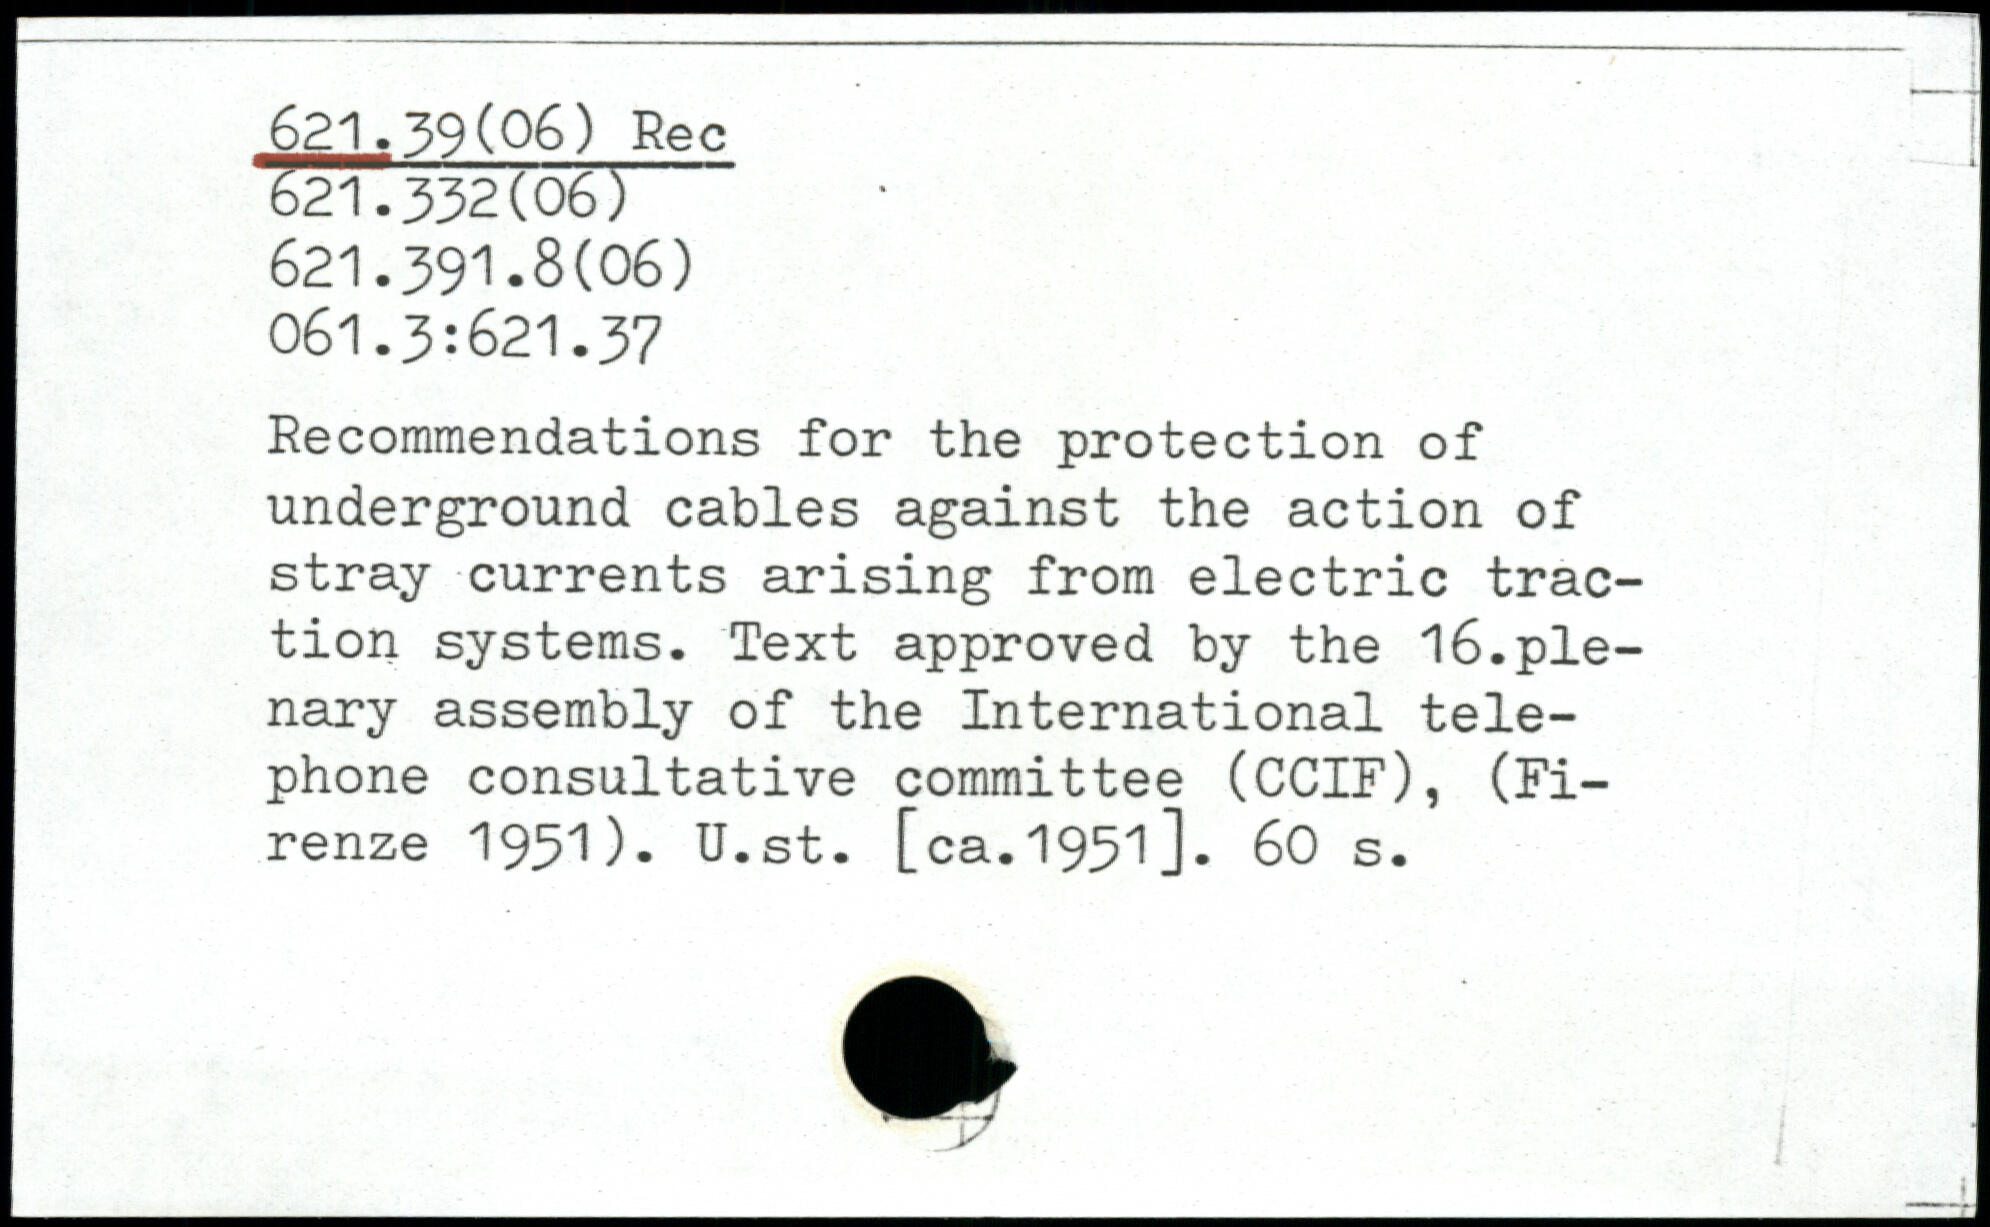 621.39(06) Rec
621.332(06)
621.391.8(06)
061.3:621.37
Recommendations for the protection of
underground cables against the action of
stray currents arising from electric trac-
tion systems. Text approved by the 16.ple-
nary assembly of the International tele-
phone consultative committee (CCIF), (Fi-
renze 1951). U.st. [ca.1951]. 60 s.